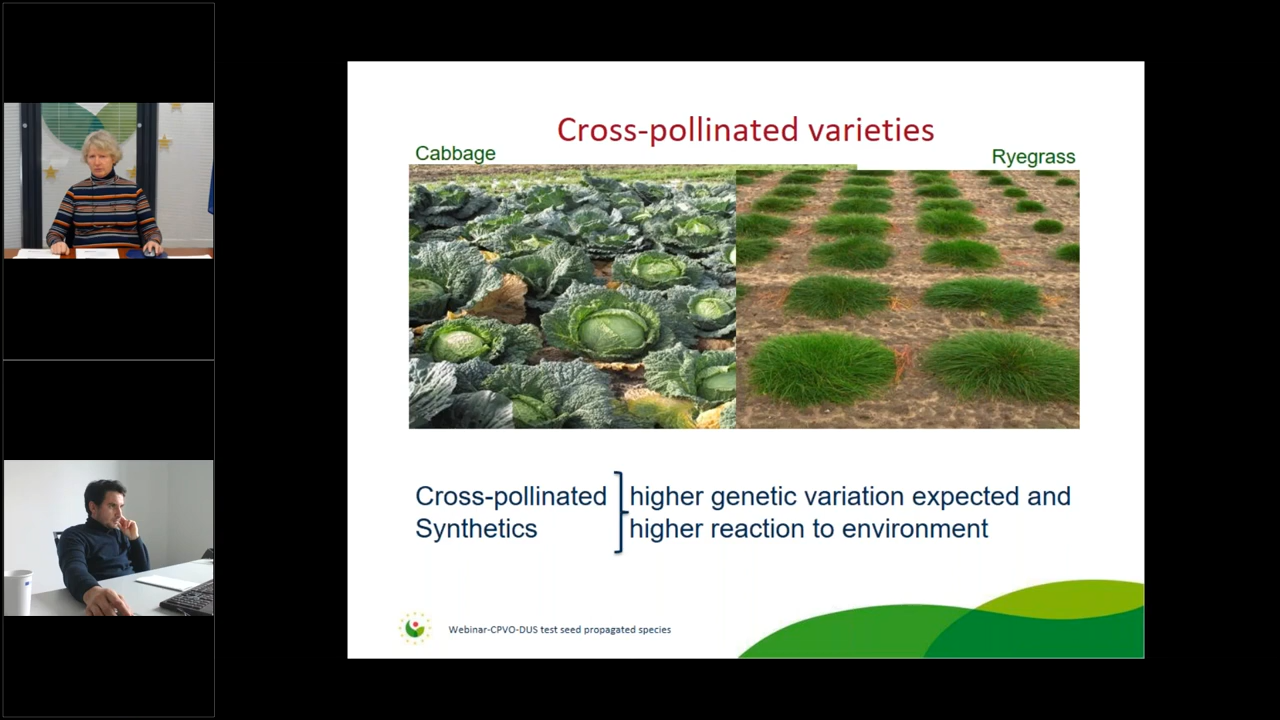 Cross-pollinated varieties
Cabbage
Ryegrass
Cross-pollinated
Synthetics
higher genetic variation expected and
higher reaction to environment
Webinar-CPVO-DUS test seed propagated species